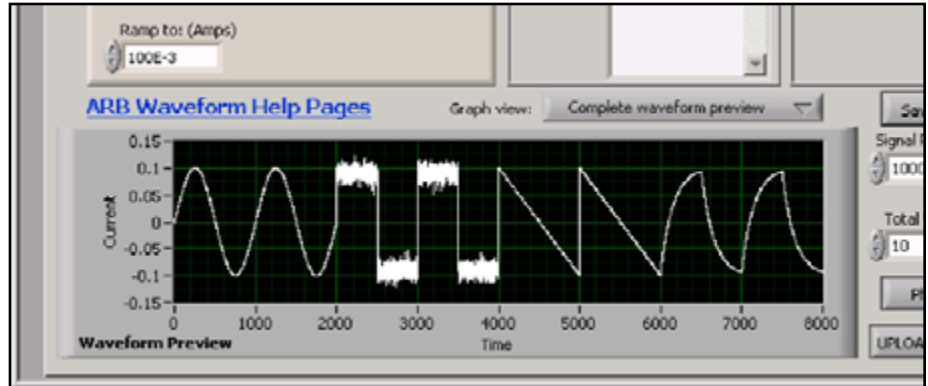 Ramp to: (Amps)
100E-3
ARB Waveform Help Pages
Graph view: Complete waveform preview
Signal
1000
Total
10
UPLOA
Current
0.15
0.1
0.05
0
-0.05
-0.1
-0.15
0 1000 2000 3000 4000 5000 6000 7000 8000
Waveform Preview
Time